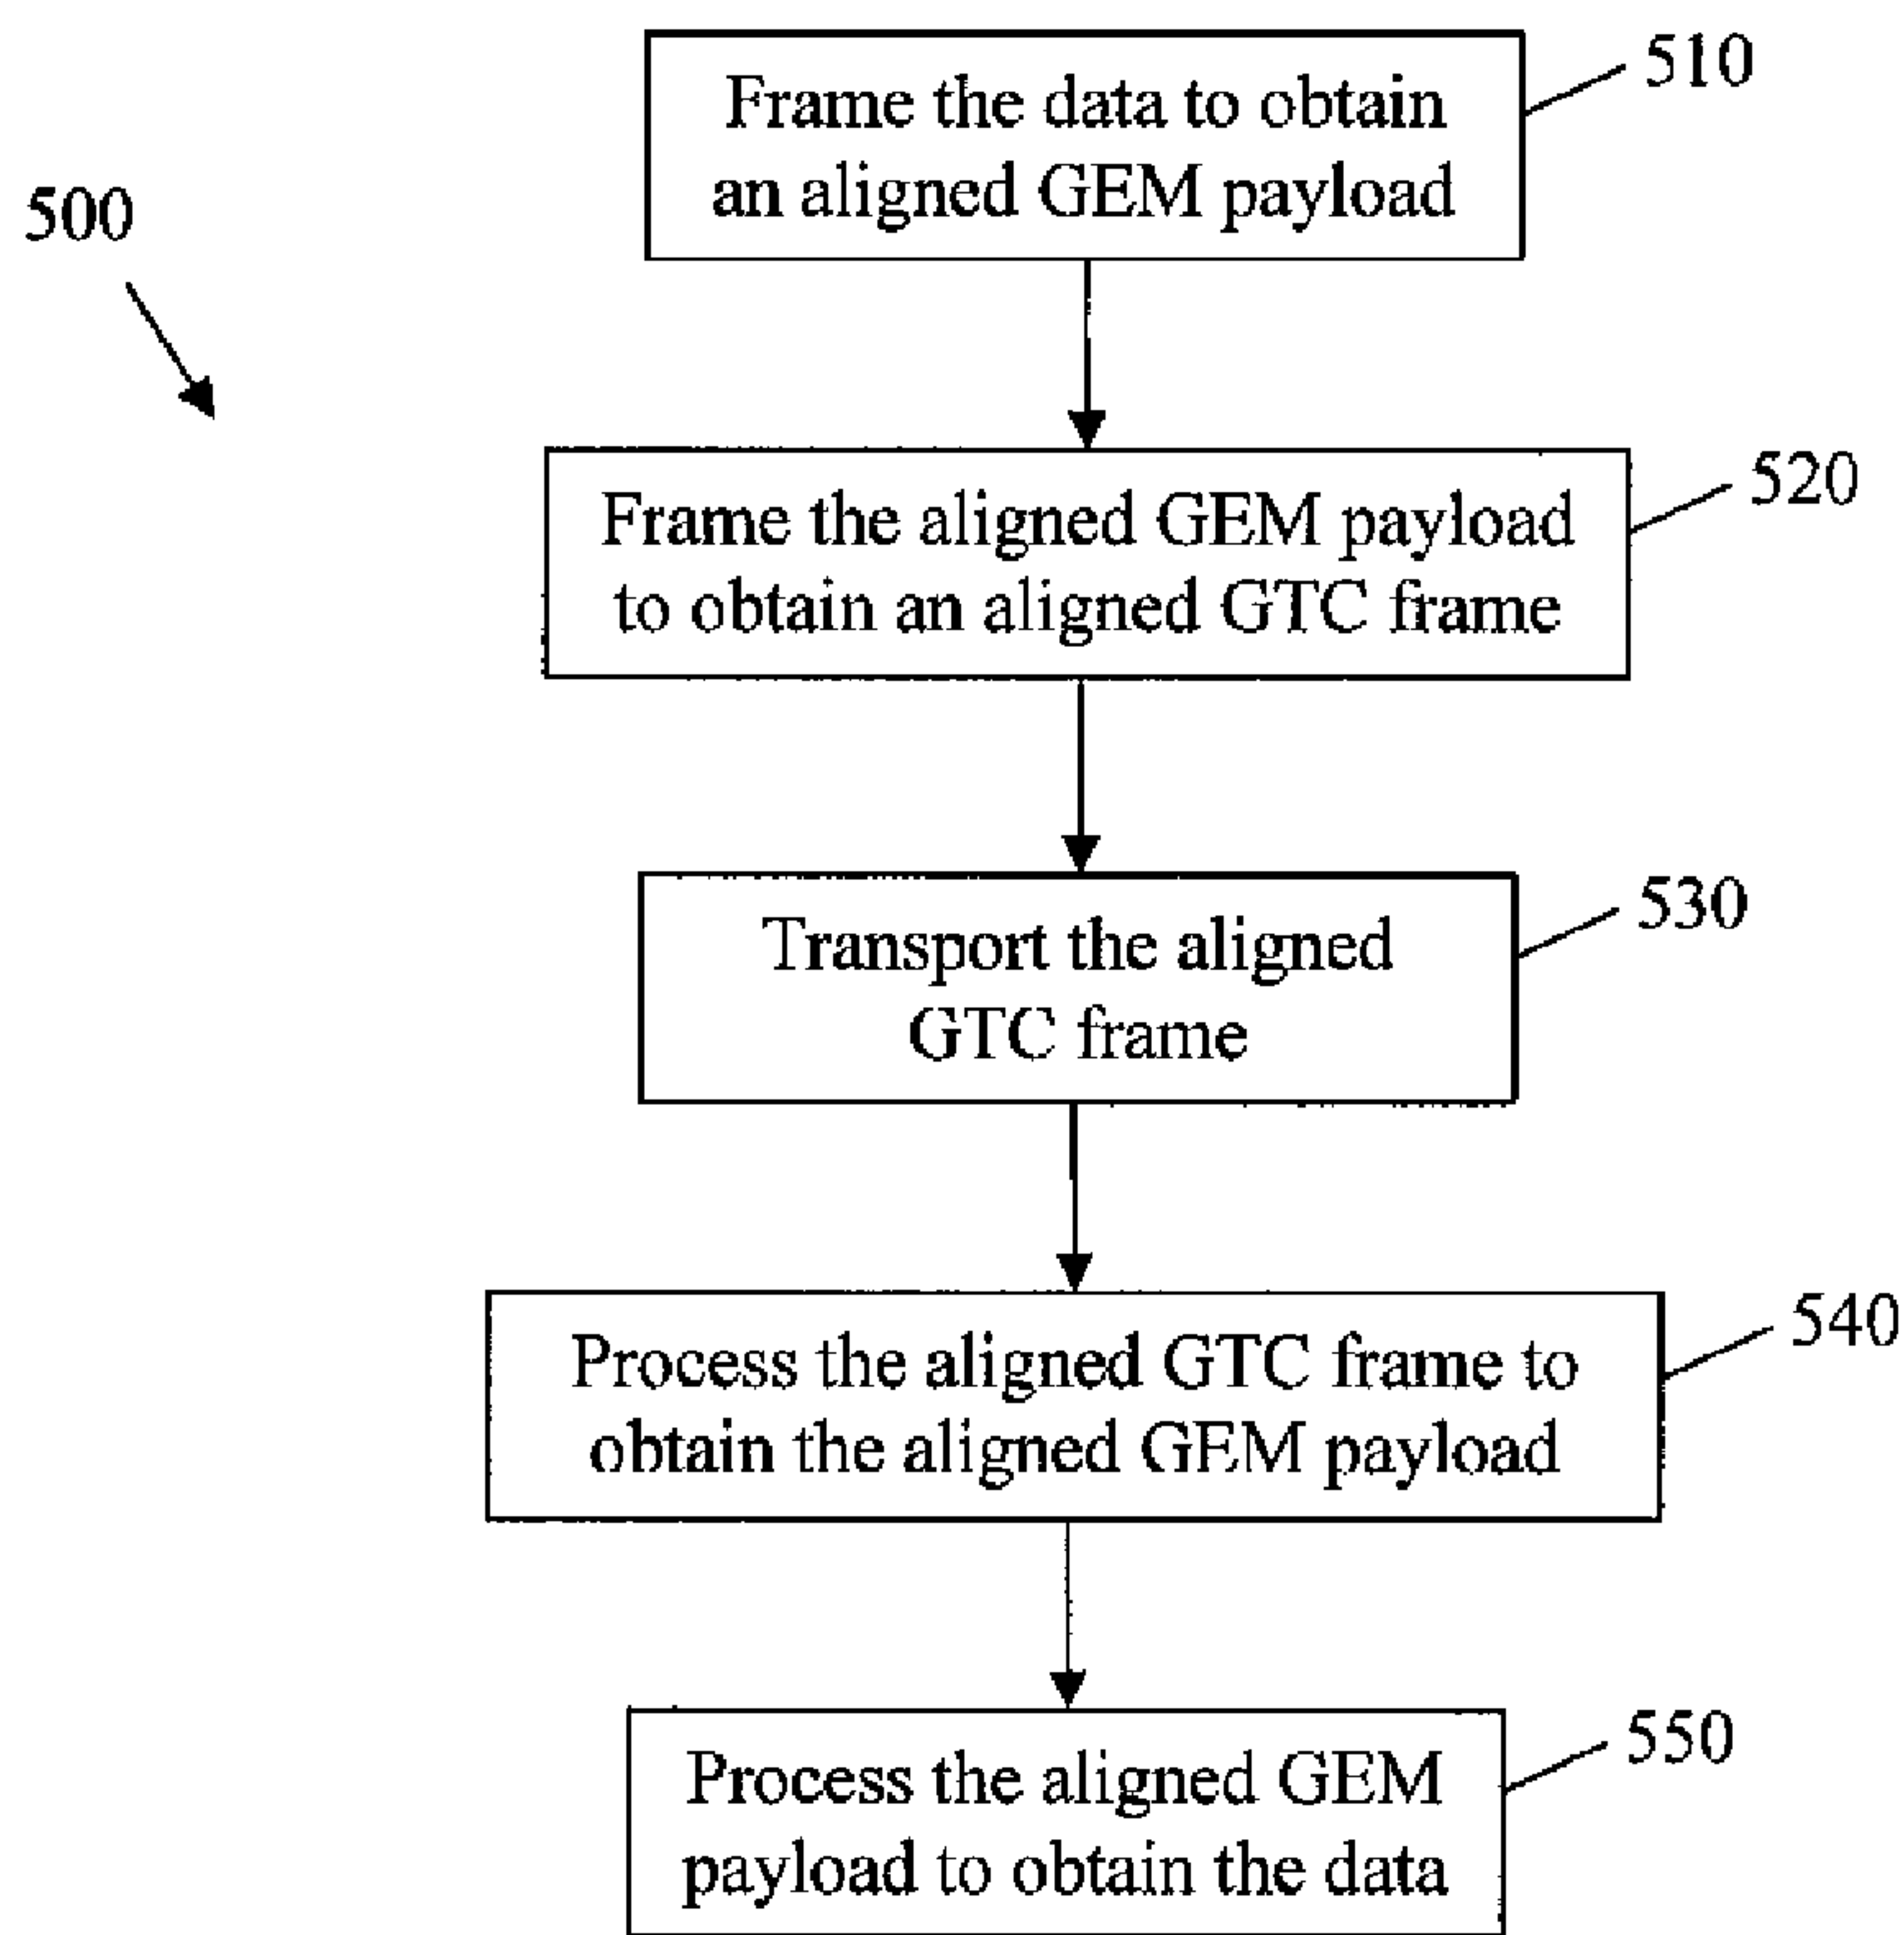 510
Frame the data to obtain
an aligned GEM payload
500
520
Frame the aligned GEM payload
to obtain an aligned GTC frame
530
Transport the aligned
GTC frame
540
Process the aligned GTC frame to
obtain the aligned GEM payload
550
Process the aligned GEM
payload to obtain the data